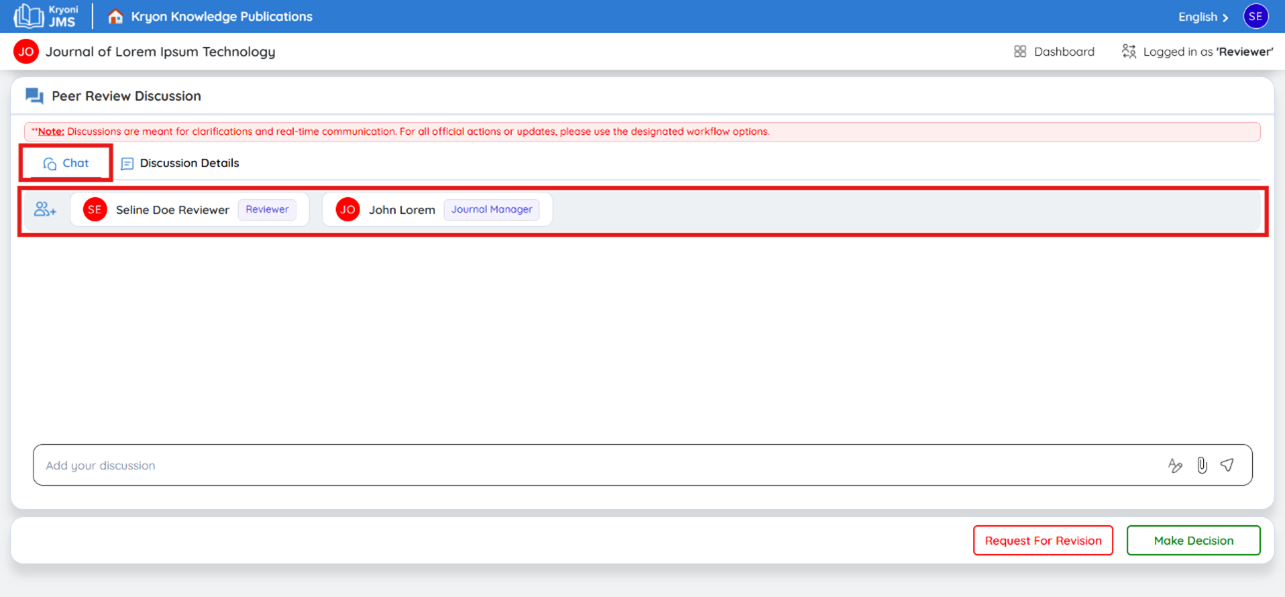 Kryoni
JMS
Kryon Knowledge Publications
English
SE
JO
Journal of Lorem Ipsum Technology
Dashboard
Logged in as 'Reviewer'
Peer Review Discussion
**Note: Discussions are meant for clarifications and real-time communication. For all official actions or updates, please use the designated workflow options.
Chat
Discussion Details
SE Seline Doe Reviewer Reviewer
JO John Lorem Journal Manager
Add your discussion
Request For Revision
Make Decision